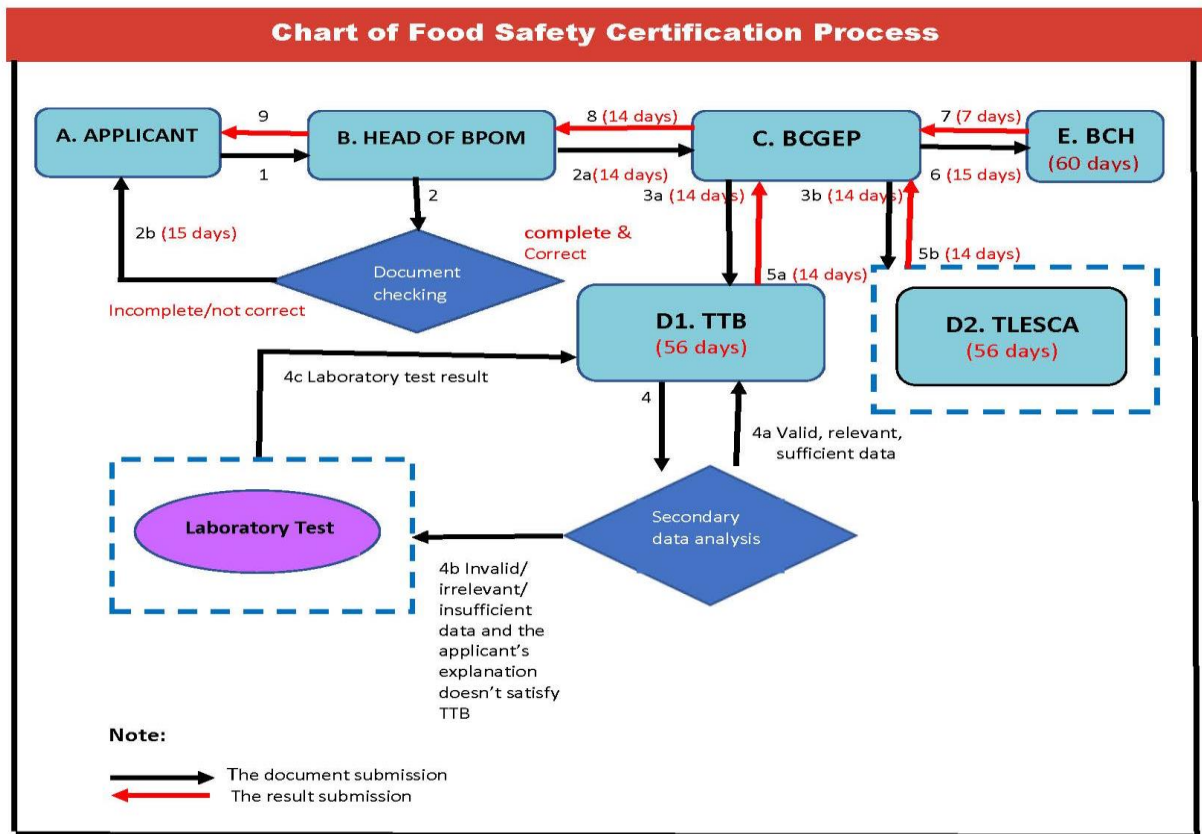 Chart of Food Safety Certification Process
A. APPLICANT
9
1
B. HEAD OF BPOM
8 (14 days)
2a(14 days)
C. BCGEP
7 (7 days)
6 (15 days)
E. BCH
(60 days)
2b (15 days)
2
complete &
Correct
3a (14 days)
3b (14 days)
Document
checking
Incomplete/not correct
5a (14 days)
5b (14 days)
D1. TTB
(56 days)
D2. TLESCA
(56 days)
4c Laboratory test result
4
4a Valid, relevant,
sufficient data
Laboratory Test
Secondary
data analysis
4b Invalid/
irrelevant/
insufficient
data and the
applicant’s
explanation
doesn’t satisfy
TTB
Note:
The document submission
The result submission